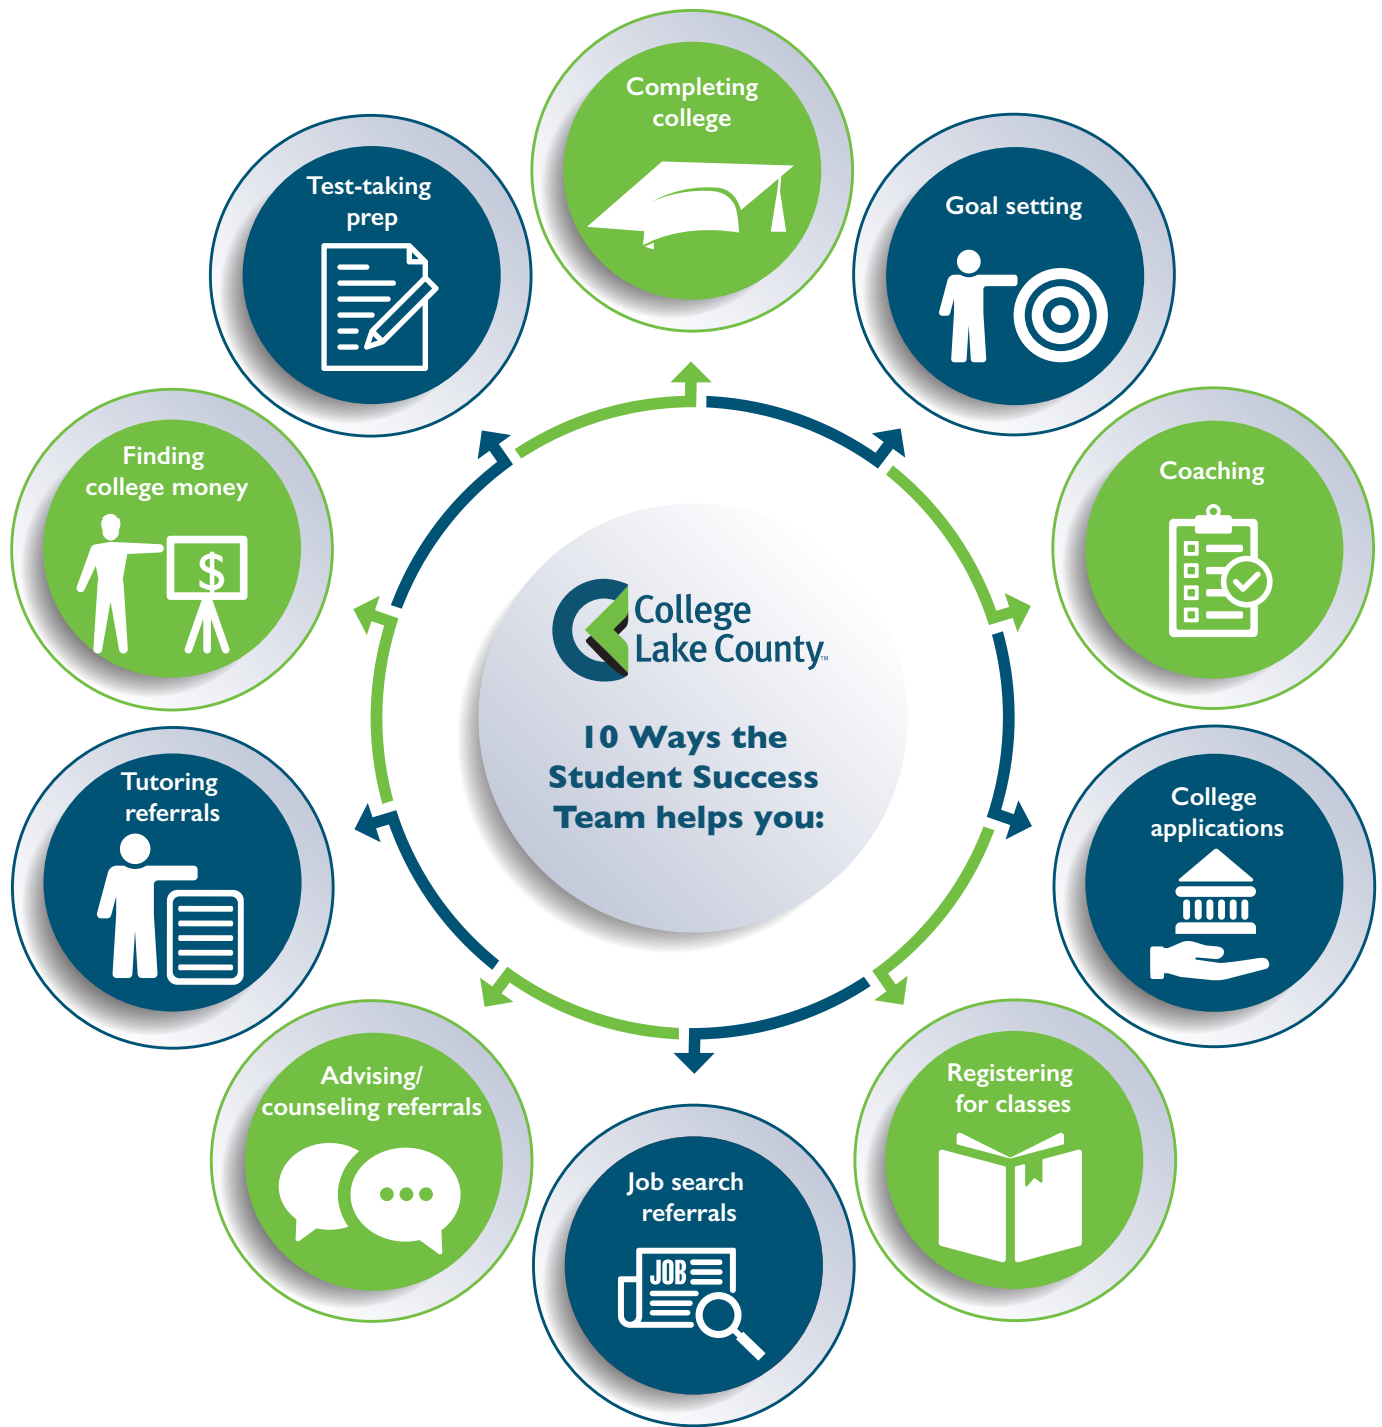 Completing
college
Goal setting
Coaching
College
applications
Registering
for classes
Job search
referrals
JOB
Advising/
counseling referrals
Tutoring
referrals
Finding
college money
$
Test-taking
prep
College
Lake County™
10 Ways the
Student Success
Team helps you: